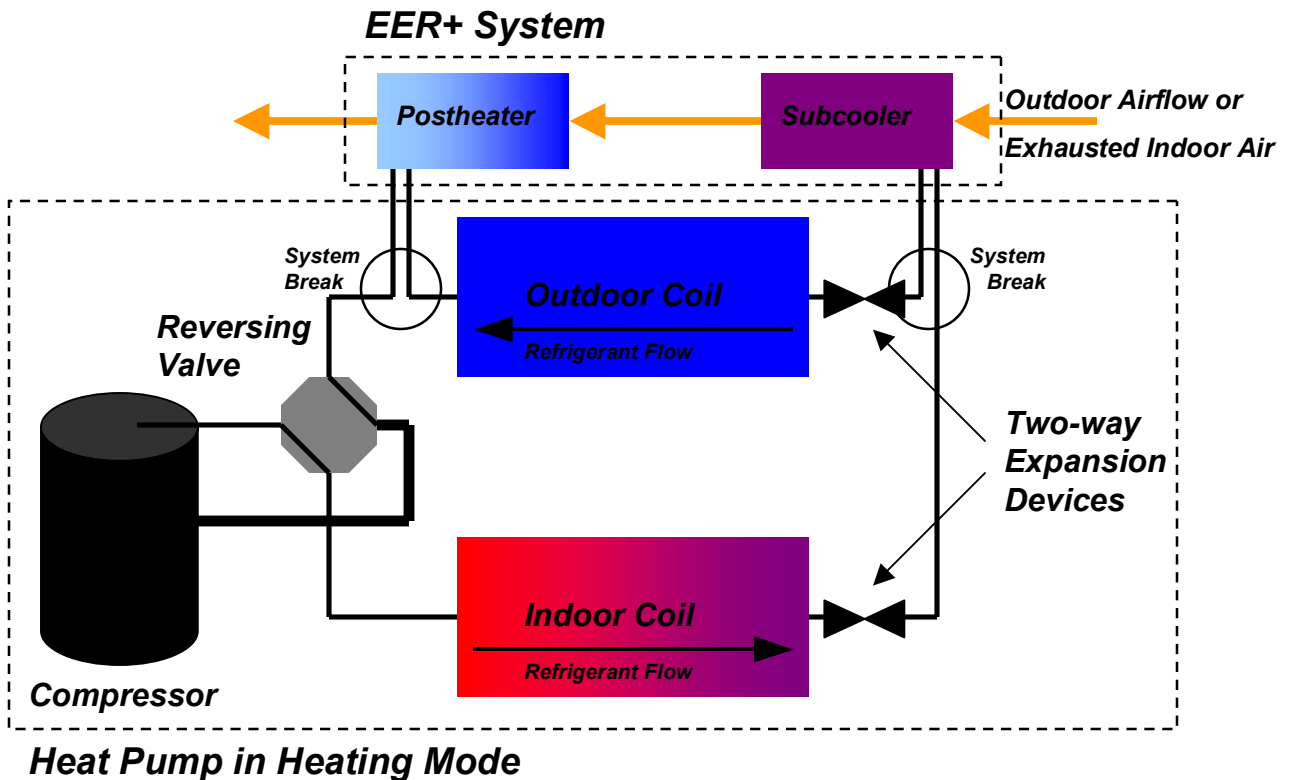 EER+ System
Postheater
Subcooler
Outdoor Airflow or
Exhausted Indoor Air
System
Break
System
Break
Outdoor Coil
Refrigerant Flow
Reversing
Valve
Two-way
Expansion
Devices
Indoor Coil
Refrigerant Flow
Compressor
Heat Pump in Heating Mode